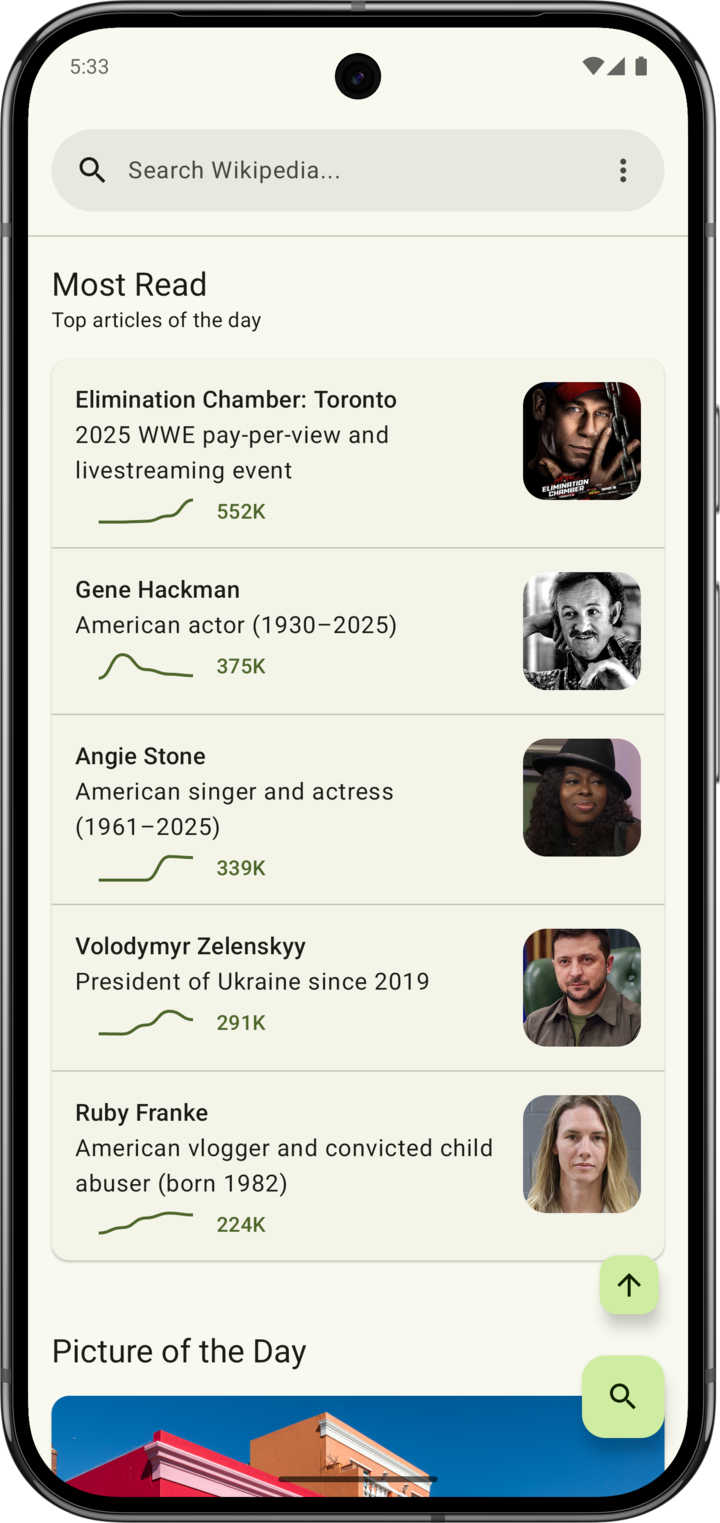 5:33
Search Wikipedia...
Most Read
Top articles of the day
Elimination Chamber: Toronto
2025 WWE pay-per-view and
livestreaming event
552K
ELIMINATION
CHAMBER
Gene Hackman
American actor (1930–2025)
375K
Angie Stone
American singer and actress
(1961–2025)
339K
Volodymyr Zelenskyy
President of Ukraine since 2019
291K
Ruby Franke
American vlogger and convicted child
abuser (born 1982)
224K
Picture of the Day